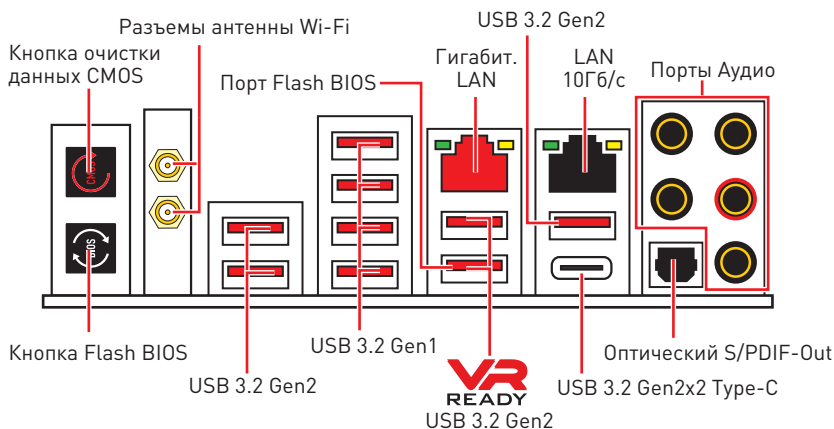 USB 3.2 Gen2
Разъемы антенны Wi-Fi
Кнопка очистки
данных CMOS
Порт Flash BIOS
Гигабит.
LAN
LAN
10Гб/с
Порты Аудио
CMOS
BIOS
Кнопка Flash BIOS
USB 3.2 Gen2
USB 3.2 Gen1
VR
READY
USB 3.2 Gen2
Оптический S/PDIF-Out
USB 3.2 Gen2x2 Type-C